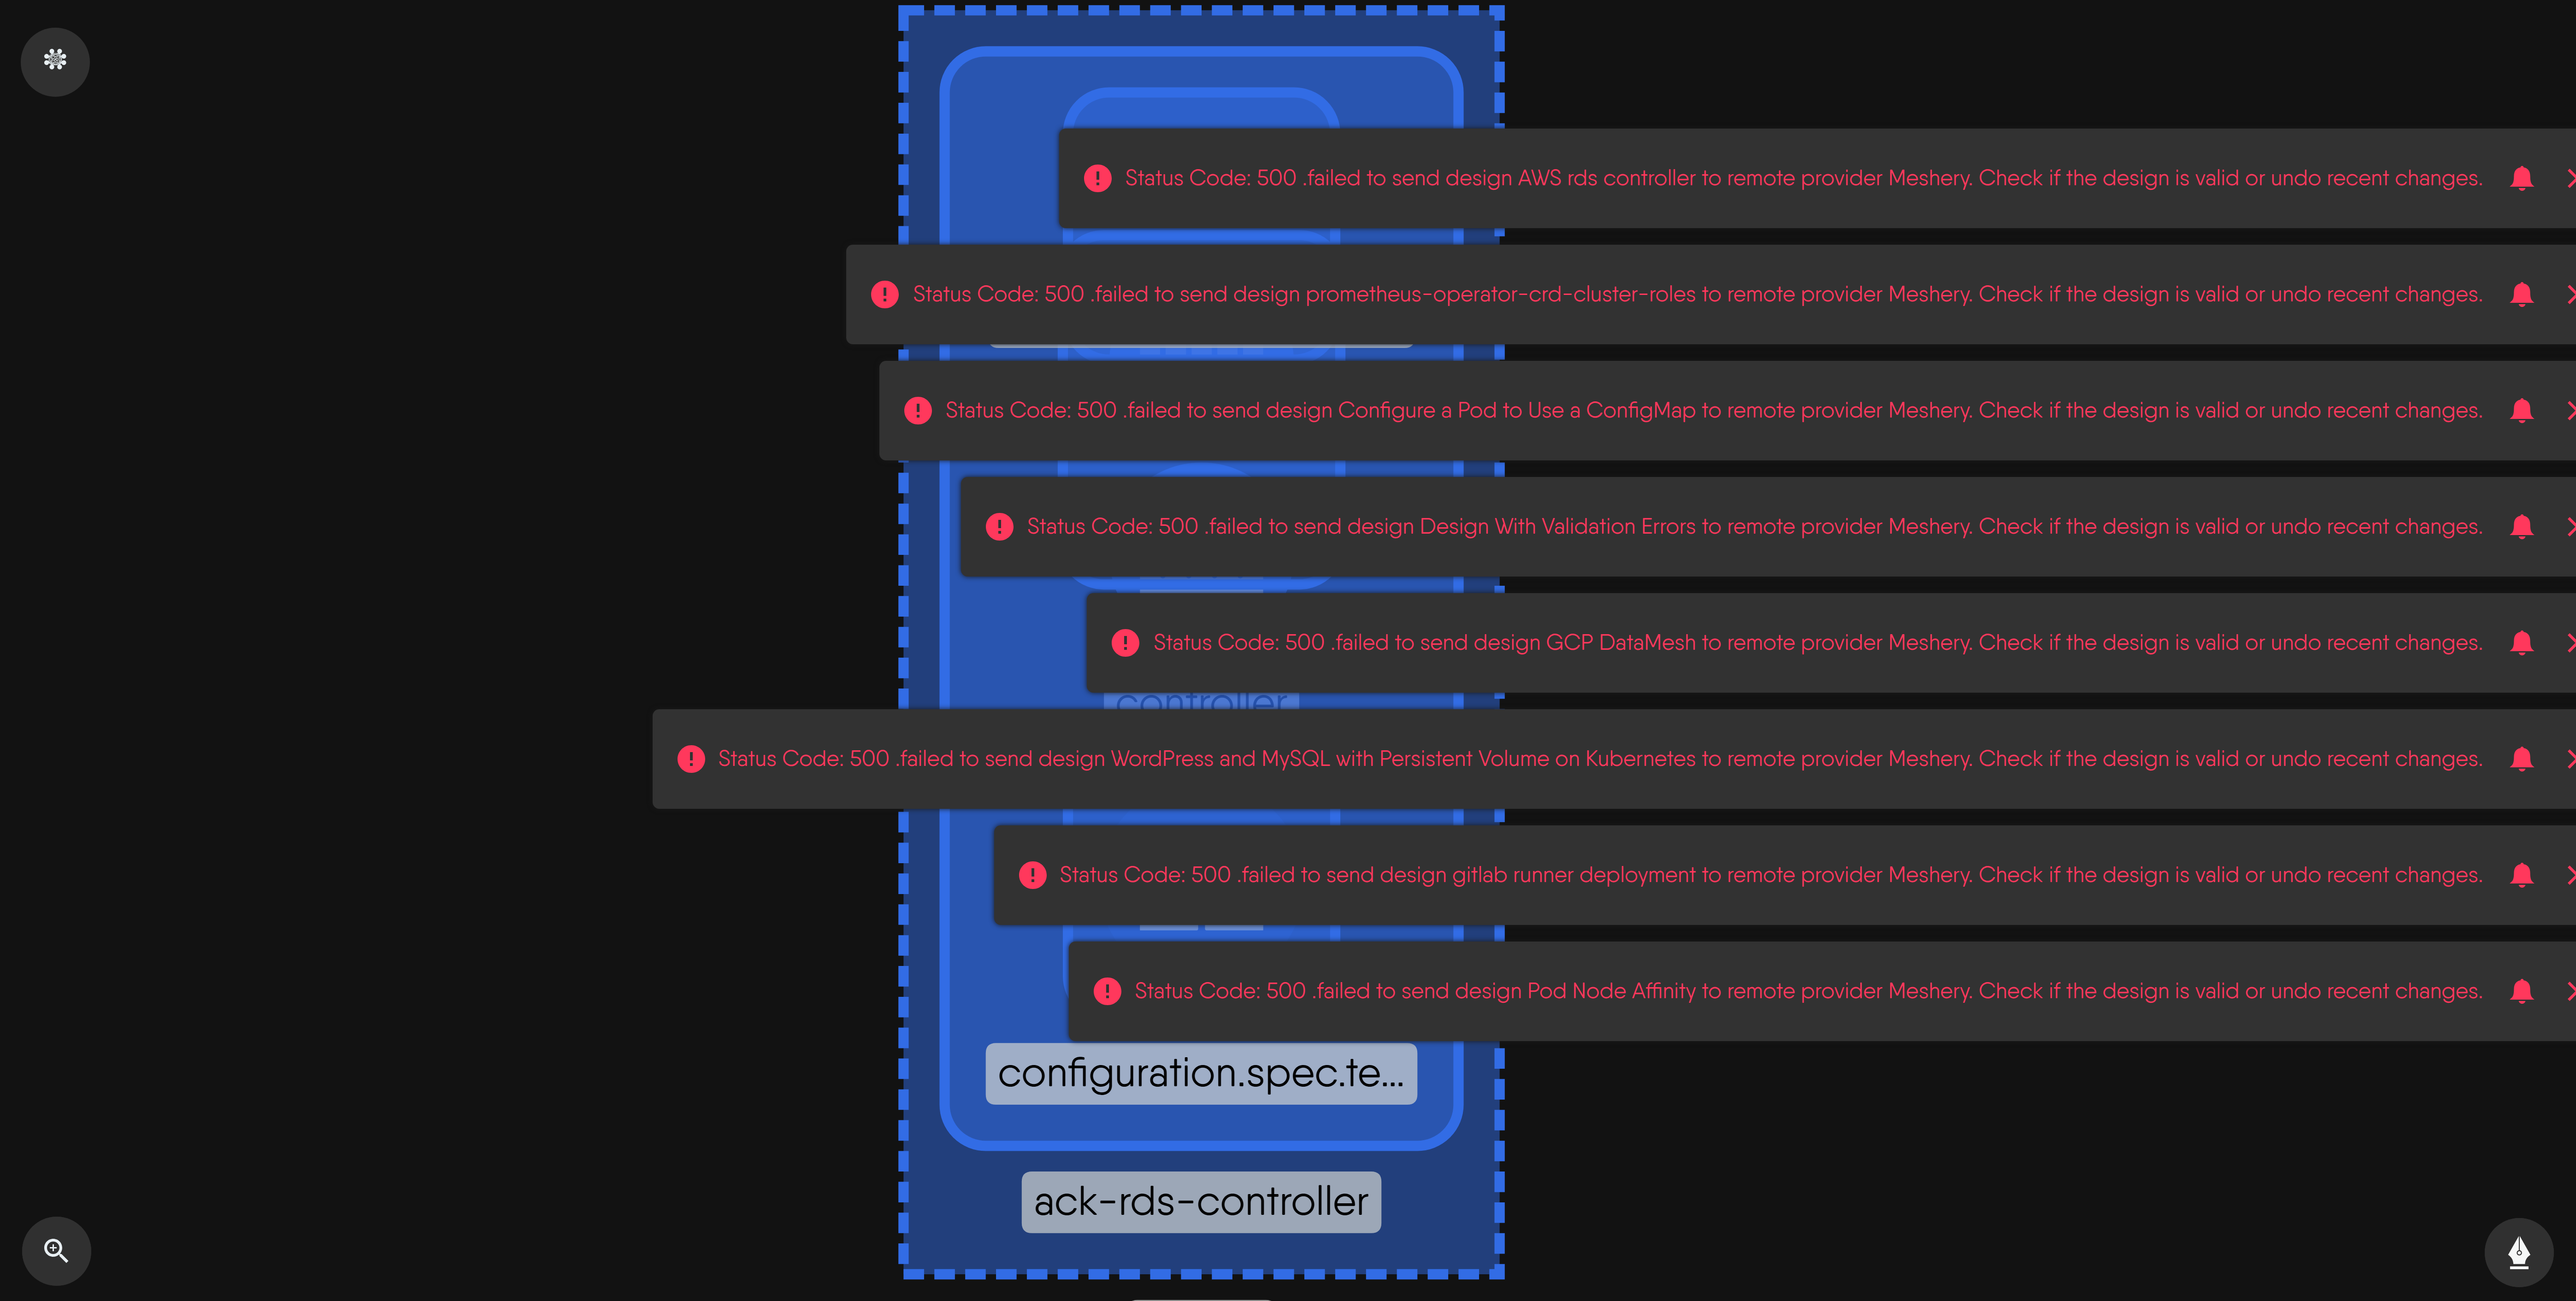 Status Code: 500 .failed to send design AWS rds controller to remote provider Meshery. Check if the design is valid or undo recent changes.
Status Code: 500 .failed to send design prometheus-operator-crd-cluster-roles to remote provider Meshery. Check if the design is valid or undo recent changes.
Status Code: 500 .failed to send design Configure a Pod to Use a ConfigMap to remote provider Meshery. Check if the design is valid or undo recent changes.
Status Code: 500 .failed to send design Design With Validation Errors to remote provider Meshery. Check if the design is valid or undo recent changes.
Status Code: 500 .failed to send design GCP DataMesh to remote provider Meshery. Check if the design is valid or undo recent changes.
controller
Status Code: 500 .failed to send design WordPress and MySQL with Persistent Volume on Kubernetes to remote provider Meshery. Check if the design is valid or undo recent changes.
Status Code: 500 .failed to send design gitlab runner deployment to remote provider Meshery. Check if the design is valid or undo recent changes.
Status Code: 500 .failed to send design Pod Node Affinity to remote provider Meshery. Check if the design is valid or undo recent changes.
configuration.spec.te...
ack-rds-controller